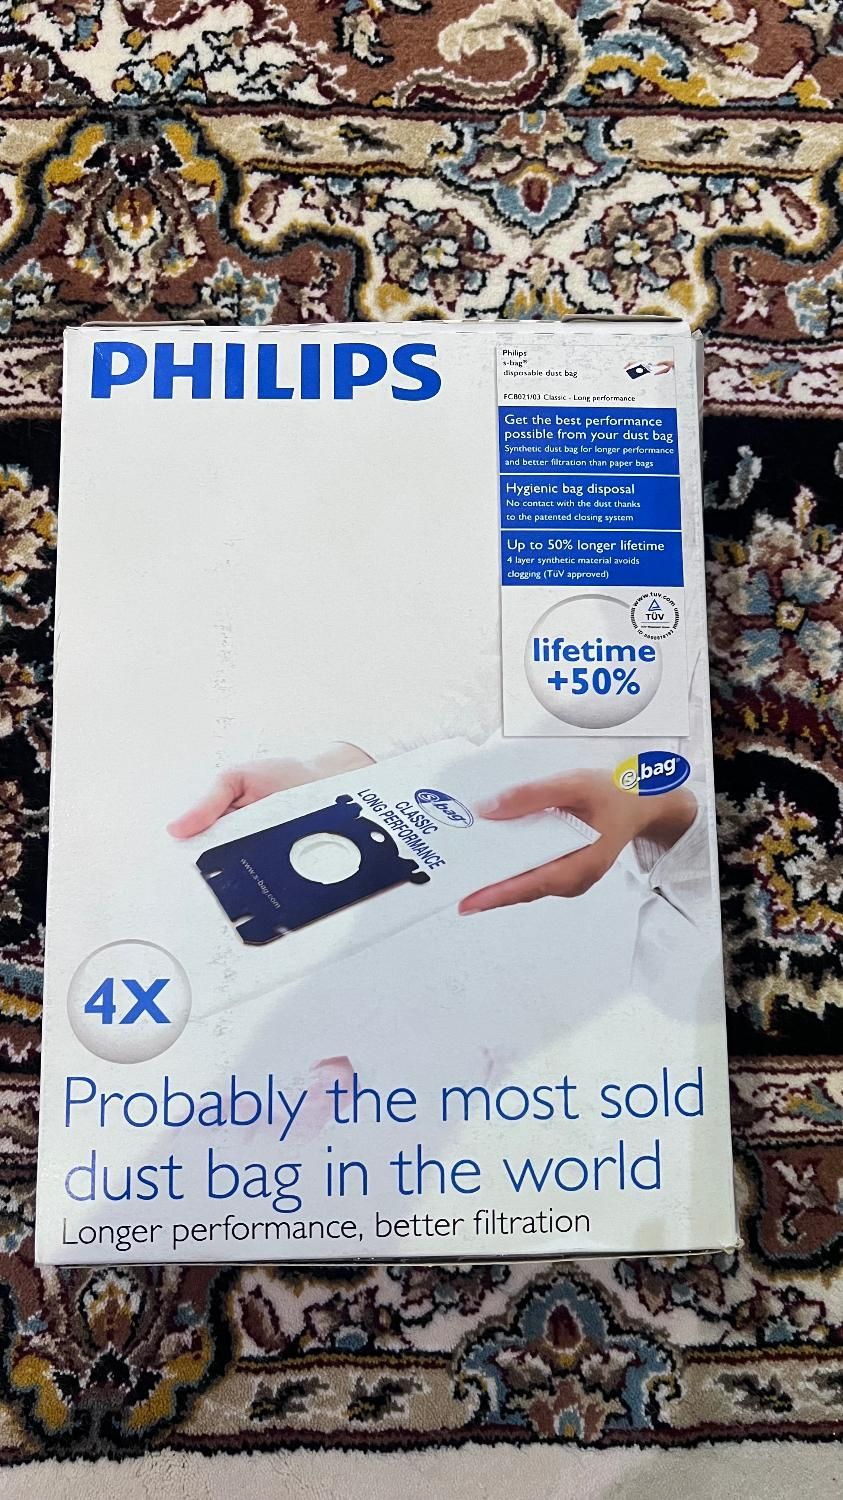 PHILIPS
Philips
s-bag®
disposable dust bag
FC8021/03 Classic - Long performance
Get the best performance
possible from your dust bag
Synthetic dust bag for longer performance
and better filtration than paper bags
Hygienic bag disposal
No contact with the dust thanks
to the patented closing system
Up to 50% longer lifetime
4 layer synthetic material avoids
clogging (TüV approved)
www.tuv.com
TÜV
lifetime
+50%
s-bag®
s-bag
CLASSIC
LONG PERFORMANCE
www.s-bag.com
4X
Probably the most sold
dust bag in the world
Longer performance, better filtration